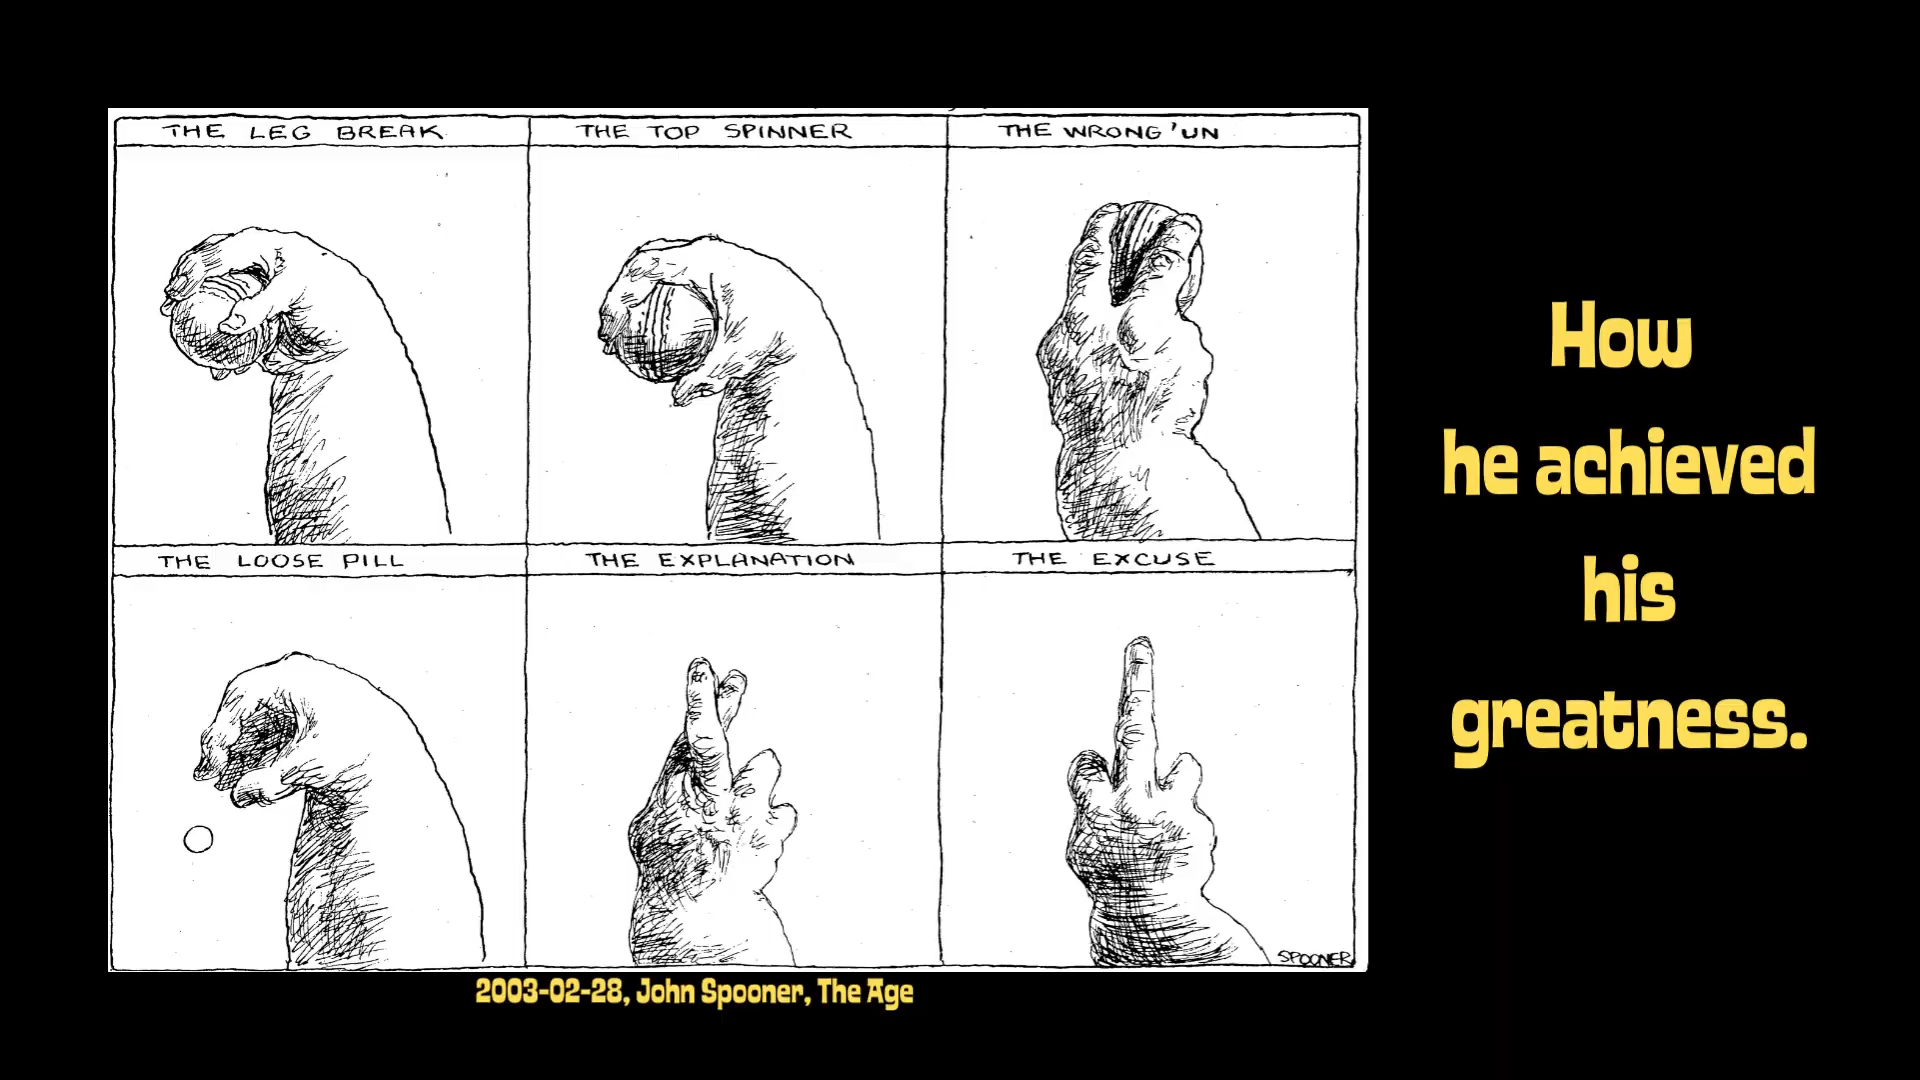 THE LEG BREAK
THE TOP SPINNER
THE WRONG'UN
THE LOOSE PILL
THE EXPLANATION
THE EXCUSE
SPOONER
2003-02-28, John Spooner, The Age
How
he achieved
his
greatness.